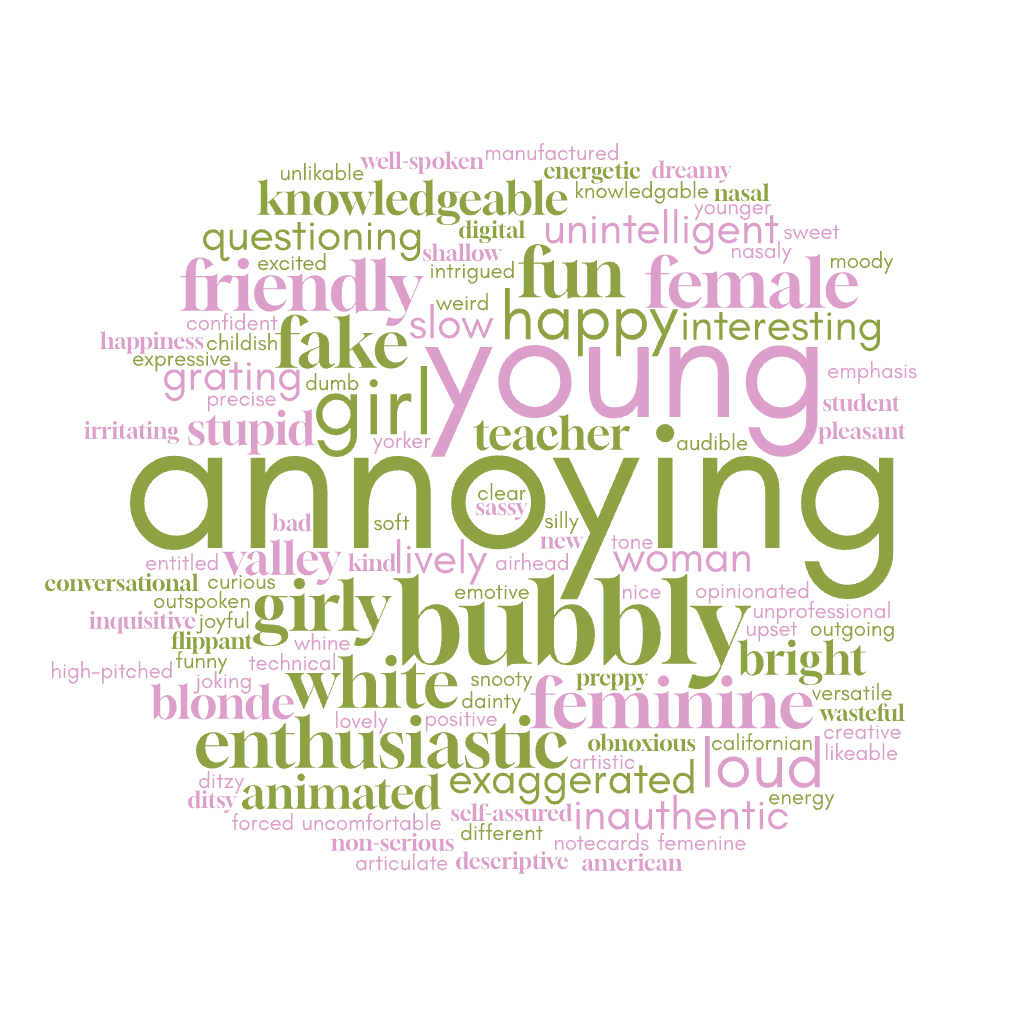 well-spoken manufactured
unlikable energetic dreamy
knowledgeable knowledgable nasal
younger
questioning digital unintelligent sweet
shallow nasaly
friendly excited intrigued fun female moody
weird happy
confident slow interesting
happiness childish fake
expressive young
grating dumb girl emphasis
precise student
irritating stupid yorker teacher audible pleasant
annoying
clear
sassy
bad soft silly
new tone
entitled valley kind lively airhead woman
conversational curious
outspoken girly emotive bubbly nice opinionated
inquisitive joyful unprofessional
flippant whine upset outgoing
high-pitched funny technical bright
joking white snooty preppy
blonde dainty feminine versatile
lovely positive wasteful
enthusiastic obnoxious californian creative
artistic loud likeable
ditzy animated exaggerated
ditsy energy
forced uncomfortable self-assured inauthentic
different
non-serious notecards femenine
articulate descriptive american